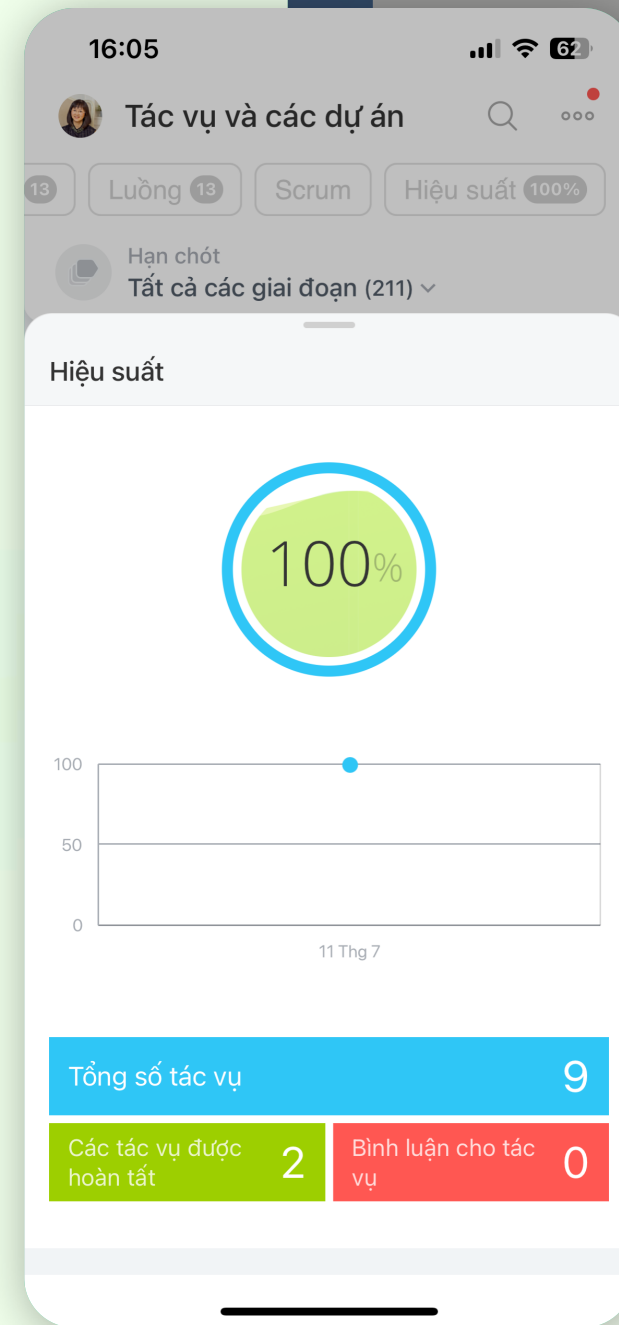 16:05
62
Tác vụ và các dự án
13
Luồng 13
Scrum
Hiệu suất 100%
Hạn chót
Tất cả các giai đoạn (211)
Hiệu suất
100%
100
50
0
11 Thg 7
Tổng số tác vụ
9
Các tác vụ được
hoàn tất
2
Bình luận cho tác
vụ
0